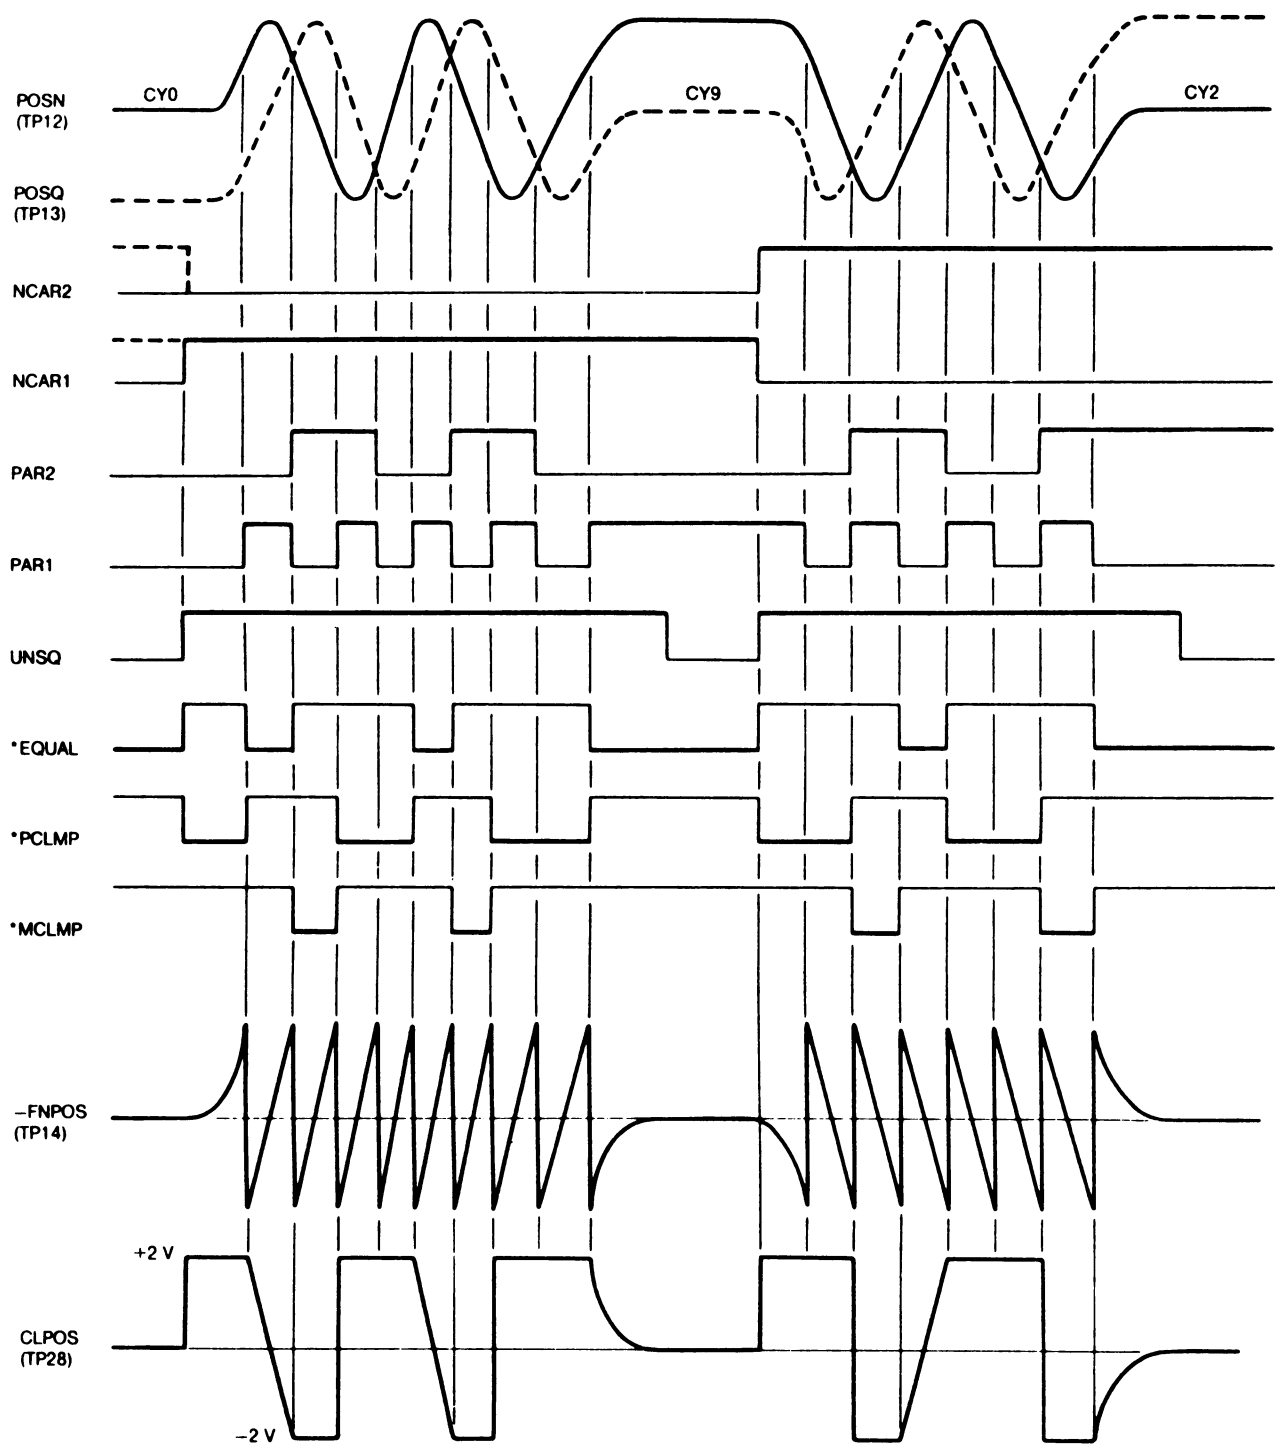 CY0
CY9
CY2
POSN
(TP12)
POSQ
(TP13)
NCAR2
NCAR1
PAR2
PAR1
UNSQ
*EQUAL
*PCLMP
*MCLMP
-FNPOS
(TP14)
+2 V
CLPOS
(TP28)
-2 V